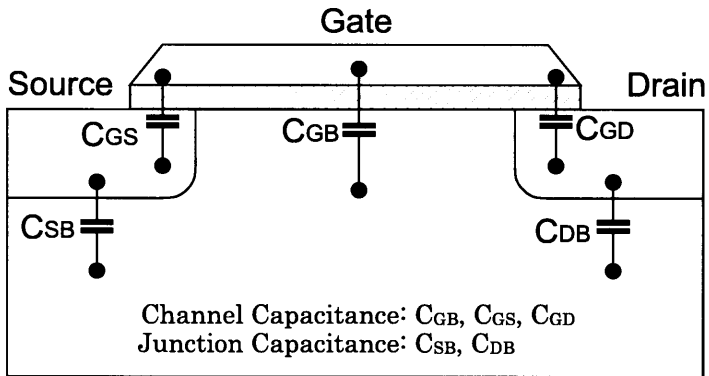 Gate
Source
Drain
CGS
CGB
CGD
CSB
CDB
Channel Capacitance: CGB, CGS, CGD
Junction Capacitance: CSB, CDB